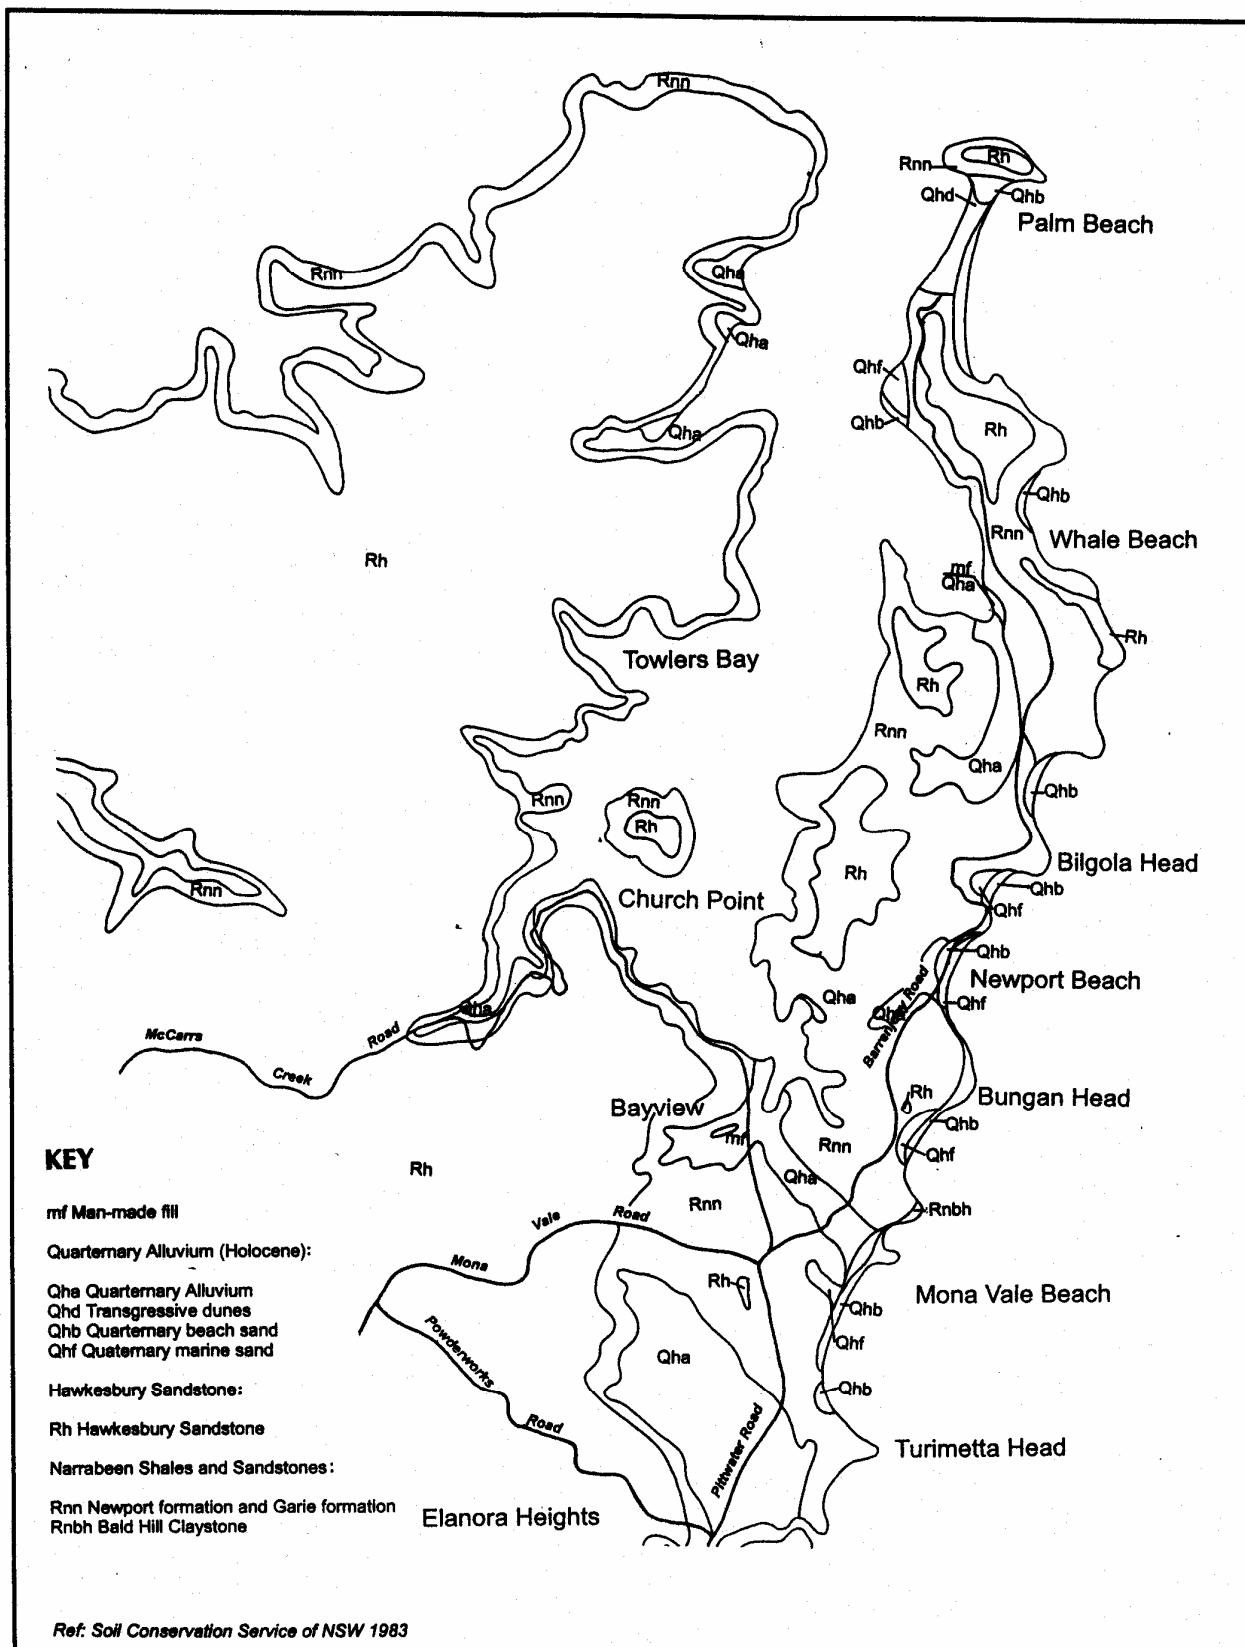 Rnn
Rnn
Rh
Qhd
Qhb
Palm Beach
Rnn
Qha
Qha
Qhf
Qhb
Qha
Rh
Qhb
Rnn
Whale Beach
Rh
mf
Qha
Rh
Towlers Bay
Rh
Rnn
Qha
Rnn
Rnn
Qhb
Rh
Rnn
Rh
Bilgola Head
Qhb
Church Point
Qhf
Qhb
Newport Beach
Qha
Qha
Qhf
Barrenjoey Road
Qha
McCarrs
Creek
Road
Rh
Bungan Head
Bayview
Qhb
mf
Rnn
Qhf
Rh
Qha
Rnn
Rnbh
Mona
Vale
Road
Rh
Mona Vale Beach
Qhb
Qhf
Qha
Powderworks
Road
Qhb
Pittwater Road
Turimetta Head
Elanora Heights
KEY
mf Man-made fill
Quarternary Alluvium (Holocene):
Qha Quarternary Alluvium
Qhd Transgressive dunes
Qhb Quarternary beach sand
Qhf Quaternary marine sand
Hawkesbury Sandstone:
Rh Hawkesbury Sandstone
Narrabeen Shales and Sandstones:
Rnn Newport formation and Garie formation
Rnbh Bald Hill Claystone
Ref: Soil Conservation Service of NSW 1983